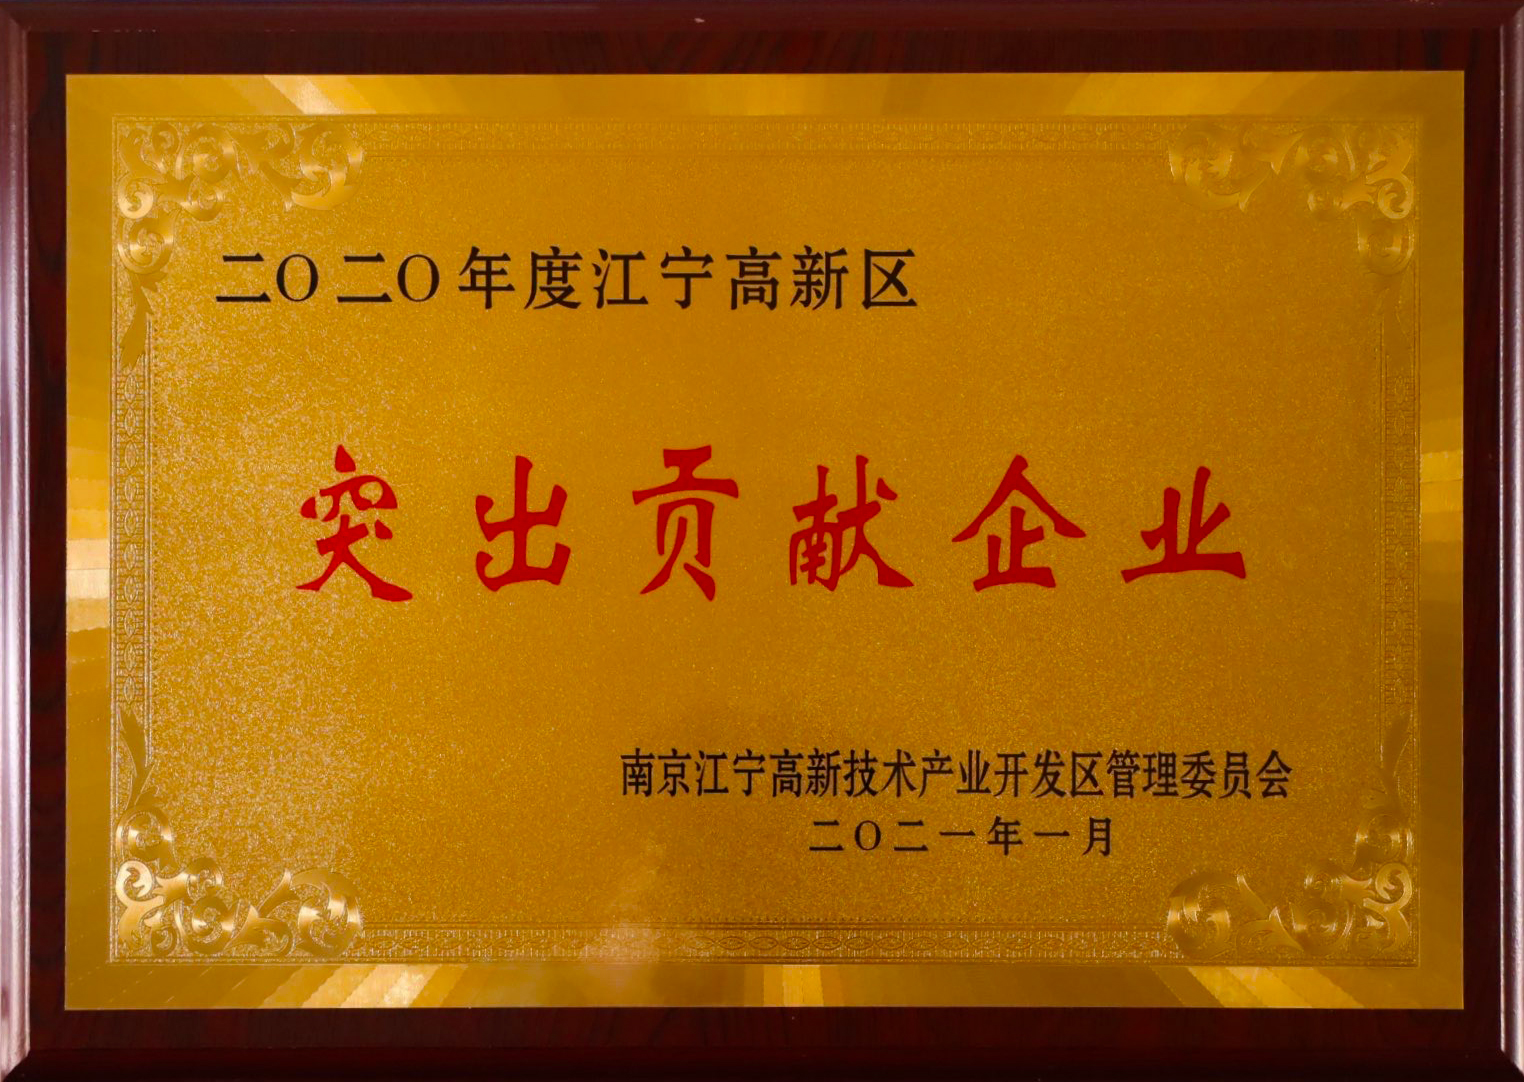 二〇二〇年度江宁高新区
突出贡献企业
南京江宁高新技术产业开发区管理委员会
二〇二一年一月